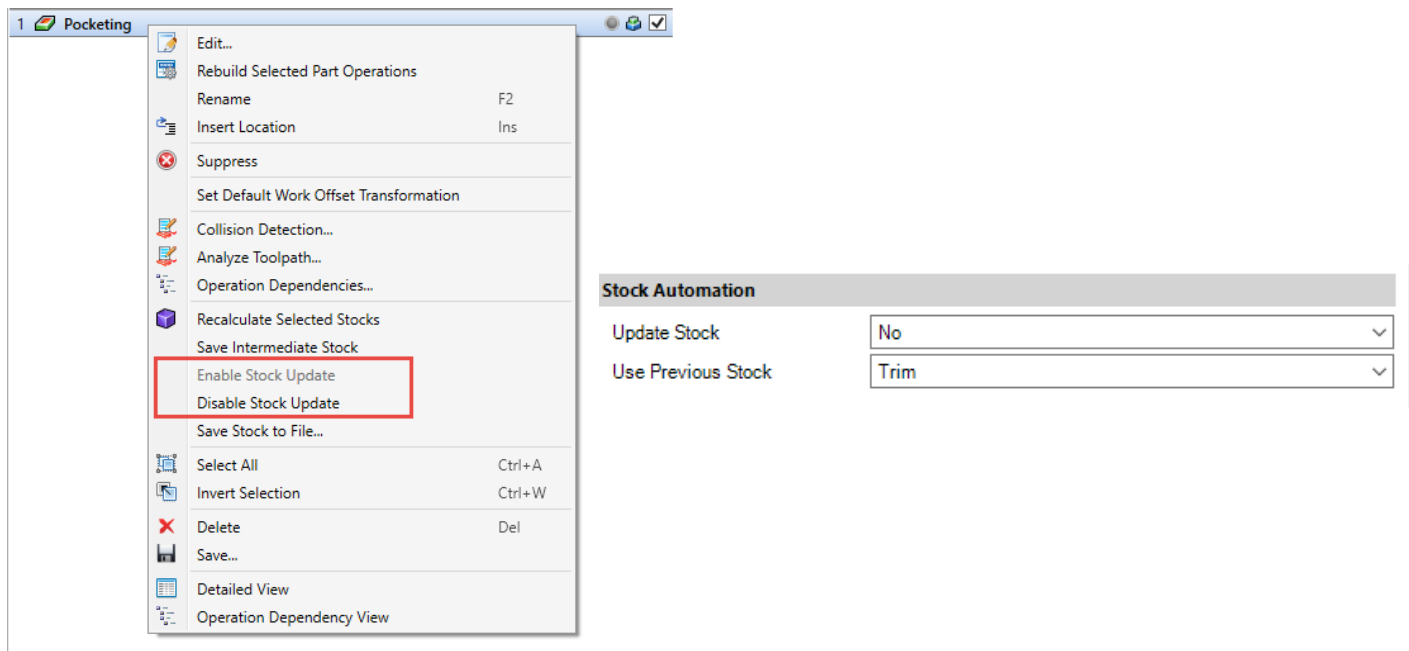 1 Pocketing
Edit...
Rebuild Selected Part Operations
Rename F2
Insert Location Ins
Suppress
Set Default Work Offset Transformation
Collision Detection...
Analyze Toolpath...
Operation Dependencies...
Recalculate Selected Stocks
Save Intermediate Stock
Enable Stock Update
Disable Stock Update
Save Stock to File...
Select All Ctrl+A
Invert Selection Ctrl+W
Delete Del
Save...
Detailed View
Operation Dependency View
Stock Automation
Update Stock No
Use Previous Stock Trim